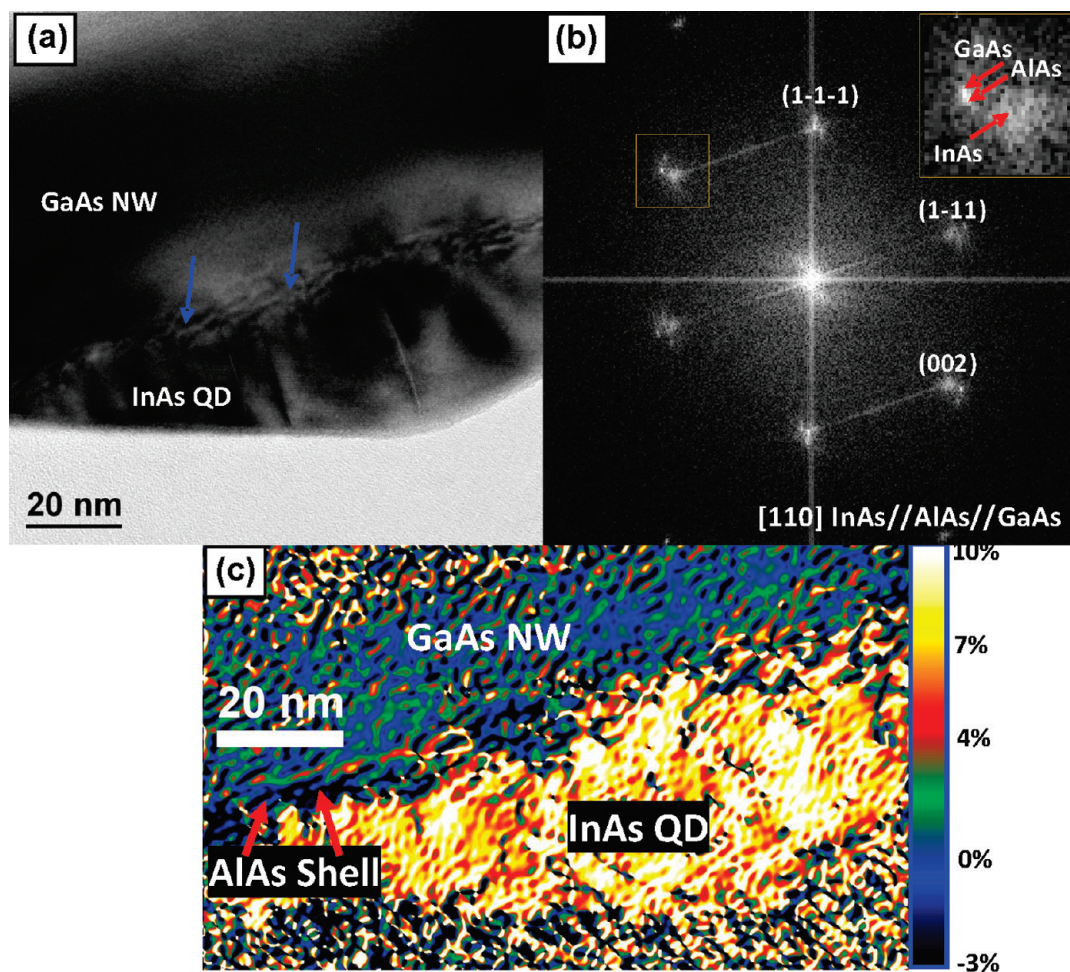 (a)
GaAs NW
InAs QD
20 nm
(b)
GaAs
AlAs
InAs
(1-1-1)
(1-11)
(002)
[110] InAs//AlAs//GaAs
(c)
GaAs NW
20 nm
InAs QD
AlAs Shell
10%
7%
4%
0%
-3%